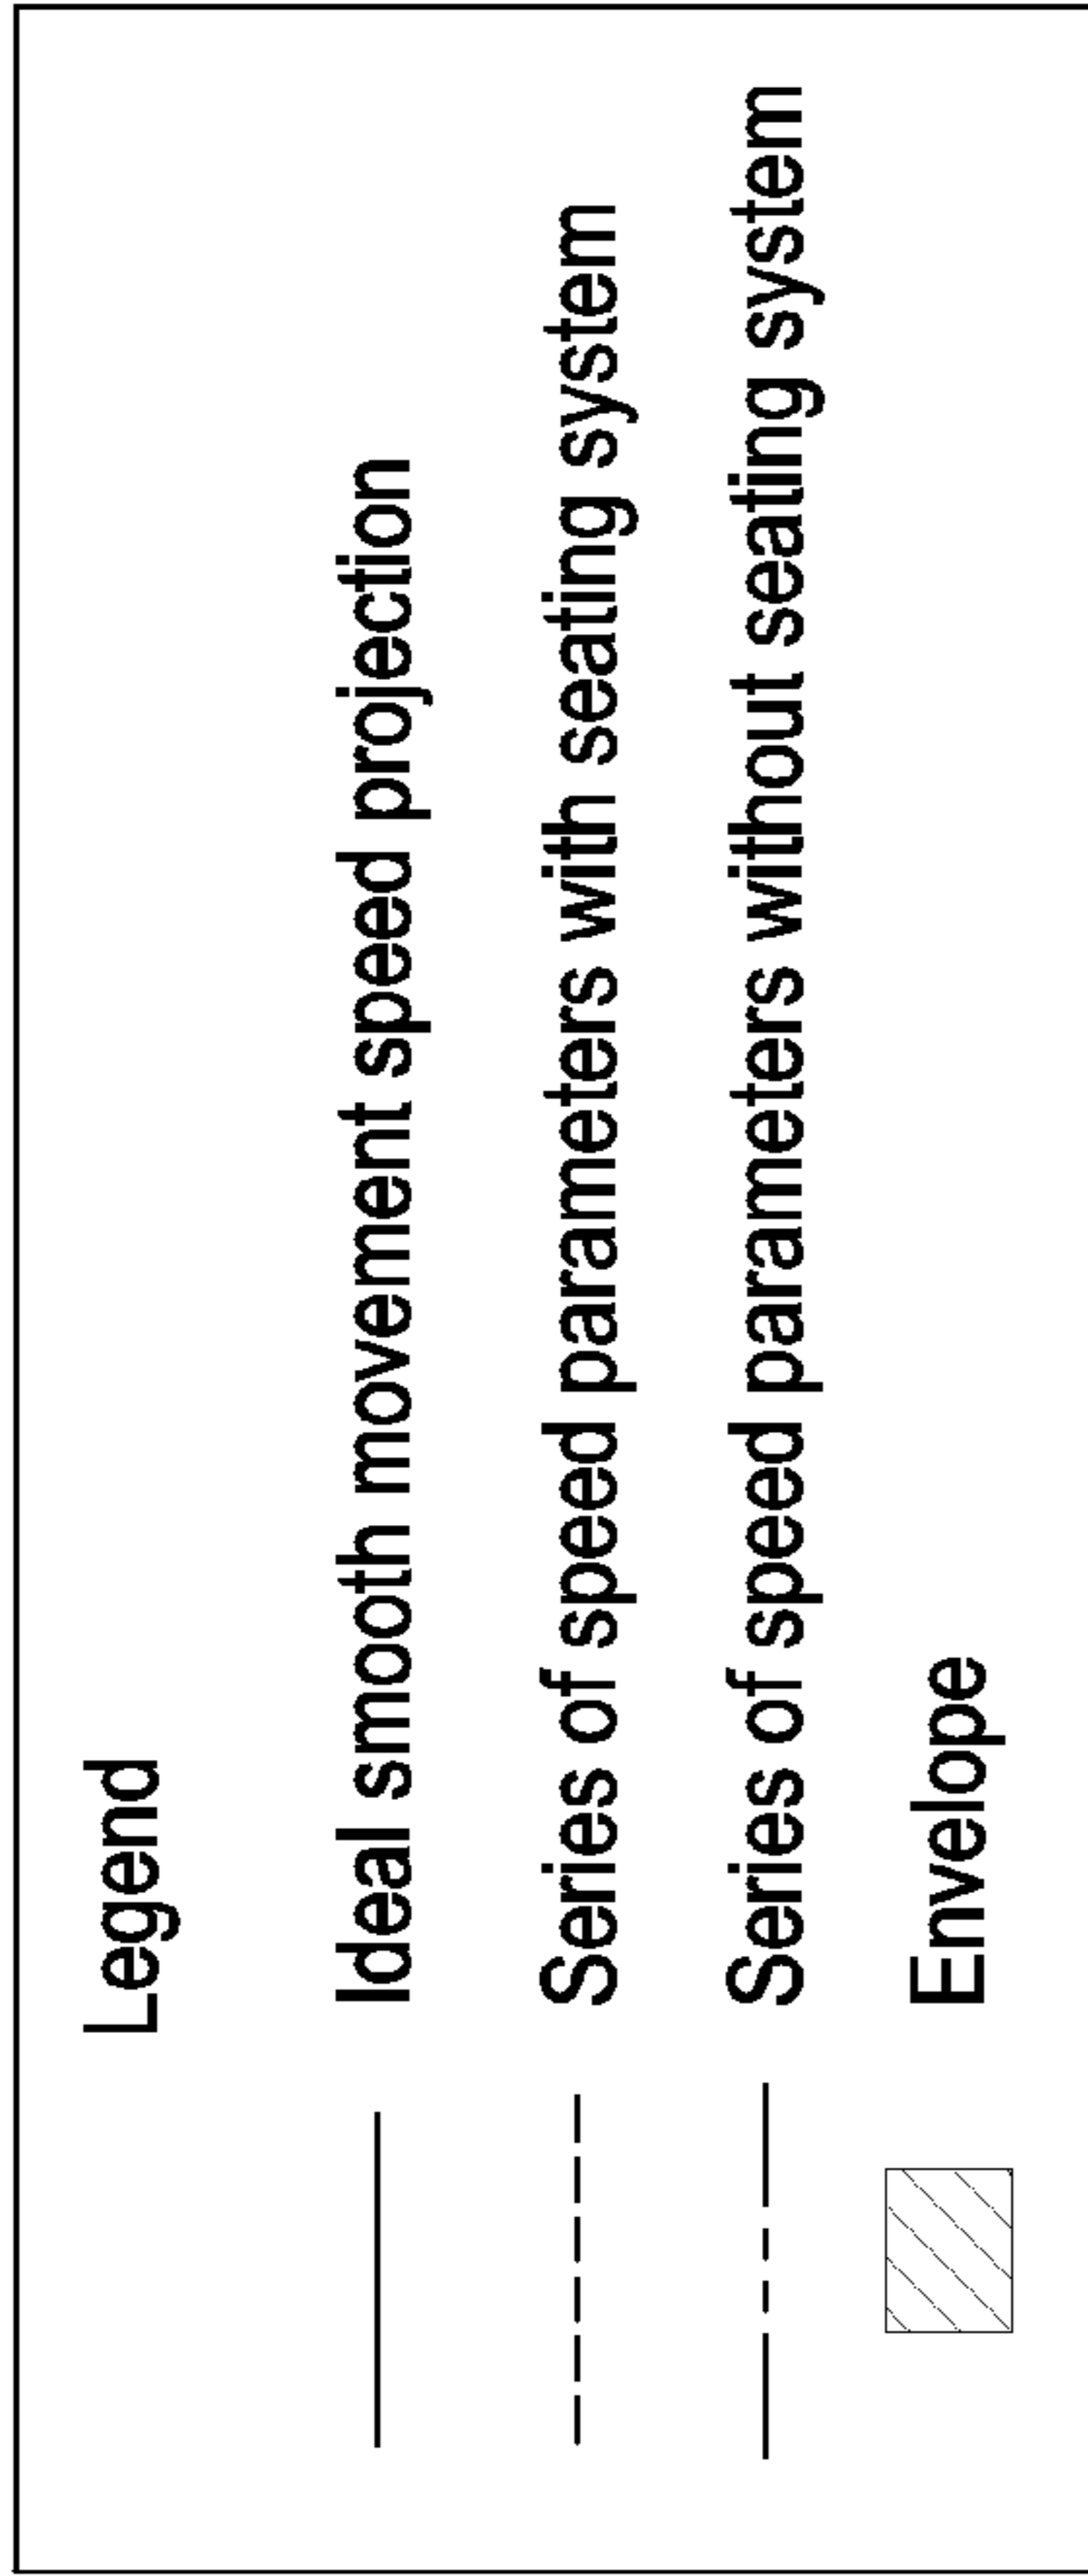 Legend
Ideal smooth movement speed projection
Series of speed parameters with seating system
Series of speed parameters without seating system
Envelope